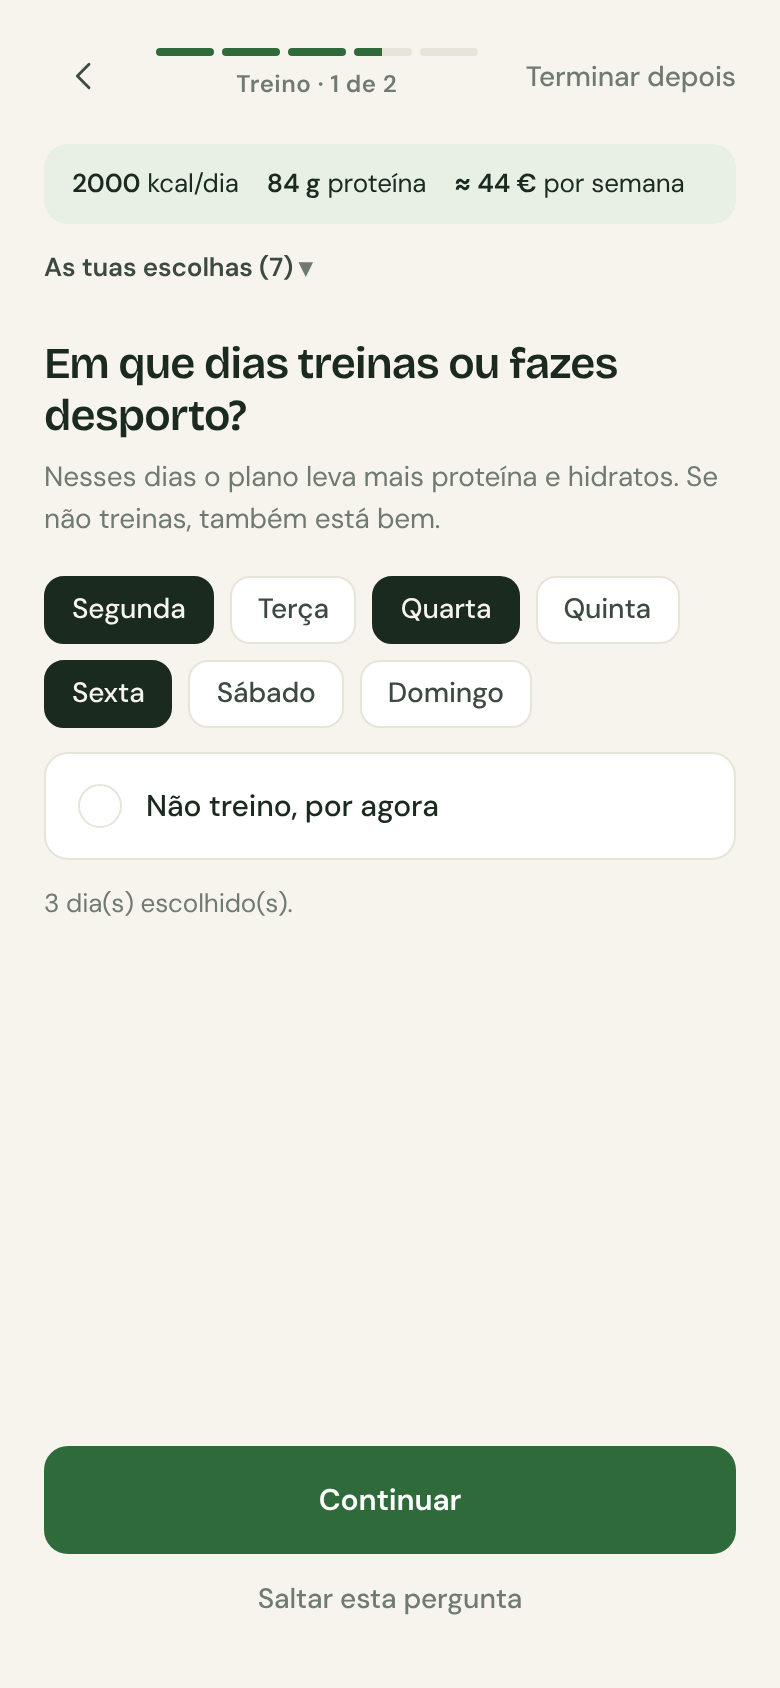 Treino · 1 de 2
Terminar depois
2000 kcal/dia 84 g proteína ≈ 44 € por semana
As tuas escolhas (7) ▼
Em que dias treinas ou fazes
desporto?
Nesses dias o plano leva mais proteína e hidratos. Se
não treinas, também está bem.
Segunda Terça Quarta Quinta
Sexta Sábado Domingo
Não treino, por agora
3 dia(s) escolhido(s).
Continuar
Saltar esta pergunta